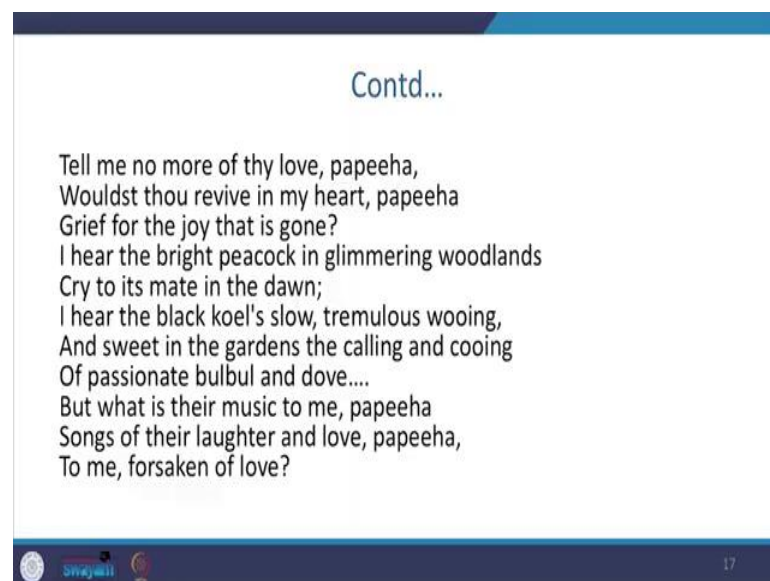 Contd...
Tell me no more of thy love, papeeha,
Wouldst thou revive in my heart, papeeha
Grief for the joy that is gone?
I hear the bright peacock in glimmering woodlands
Cry to its mate in the dawn;
I hear the black koel's slow, tremulous wooing,
And sweet in the gardens the calling and cooing
Of passionate bulbul and dove....
But what is their music to me, papeeha
Songs of their laughter and love, papeeha,
To me, forsaken of love?
swayam 17